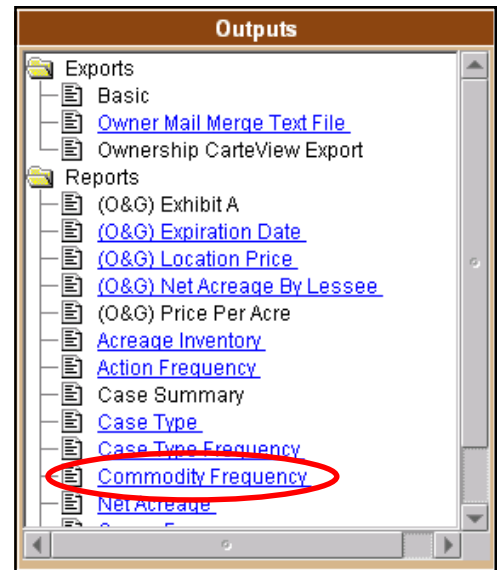 Outputs
Exports
Basic
Owner Mail Merge Text File
Ownership CarteView Export
Reports
(O&G) Exhibit A
(O&G) Expiration Date
(O&G) Location Price
(O&G) Net Acreage By Lessee
(O&G) Price Per Acre
Acreage Inventory
Action Frequency
Case Summary
Case Type
Case Type Frequency
Commodity Frequency
Net Acreage